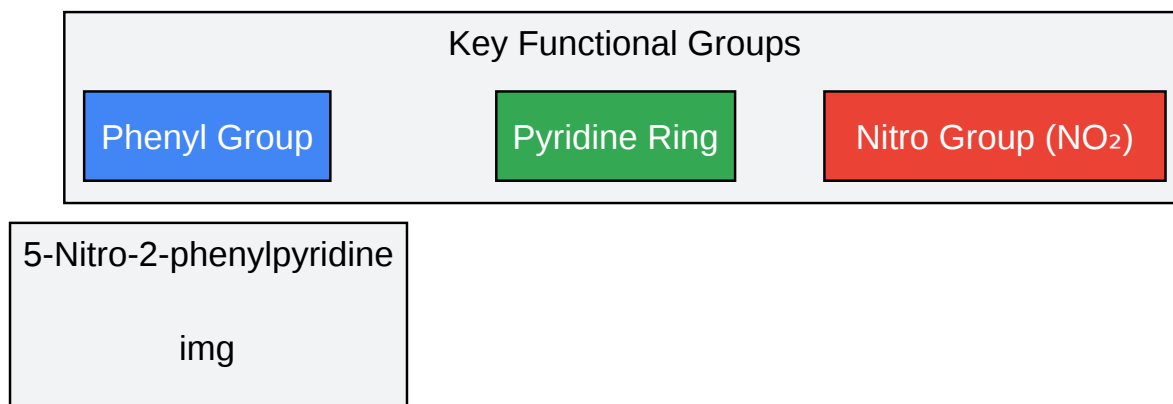 Key Functional Groups
Phenyl Group
Pyridine Ring
Nitro Group (NO₂)
5-Nitro-2-phenylpyridine
img